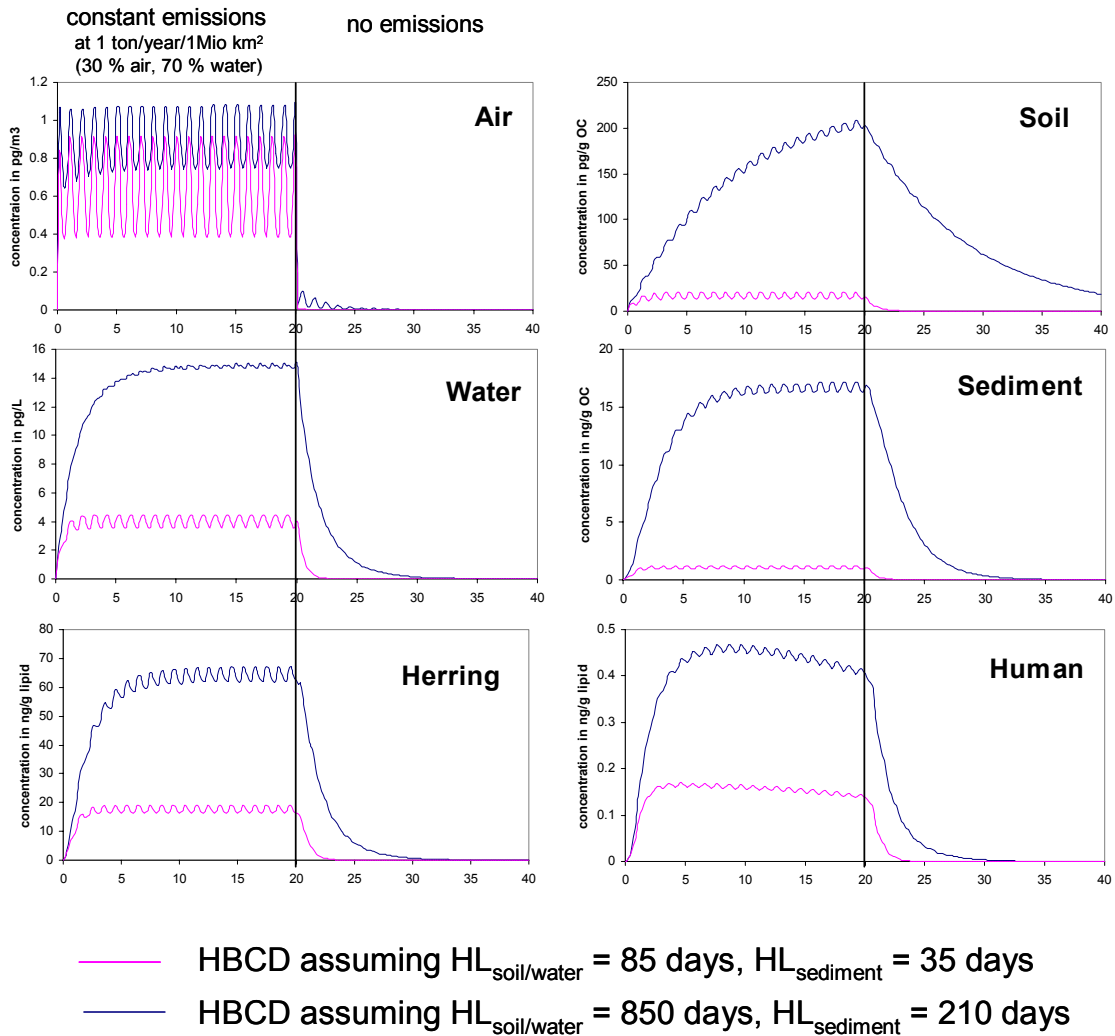 constant emissions
at 1 ton/year/1Mio km²
(30 % air, 70 % water)
no emissions
Air
concentraion in pg/m3
1.2
1
0.8
0.6
0.4
0.2
0
0 5 10 15 20 25 30 35 40
Soil
concentration in pg/g OC
250
200
150
100
50
0
0 5 10 15 20 25 30 35 40
Water
concentration in pg/L
16
14
12
10
8
6
4
2
0
0 5 10 15 20 25 30 35 40
Sediment
concentration in ng/g OC
20
15
10
5
0
0 5 10 15 20 25 30 35 40
Herring
concentration in ng/g lipid
80
70
60
50
40
30
20
10
0
0 5 10 15 20 25 30 35 40
Human
concentration in ng/g lipid
0.5
0.4
0.3
0.2
0.1
0
0 5 10 15 20 25 30 35 40
HBCD assuming HLsoil/water = 85 days, HLsediment = 35 days
HBCD assuming HLsoil/water = 850 days, HLsediment = 210 days